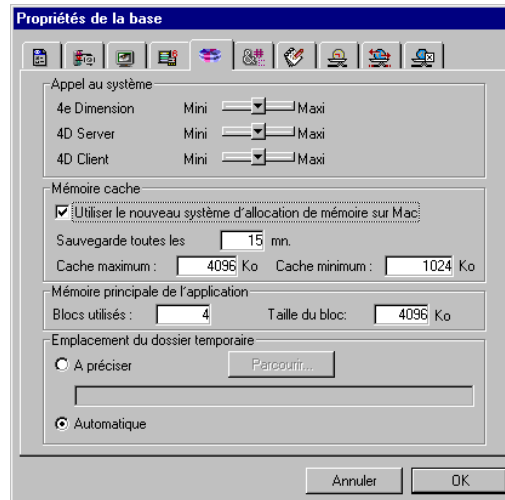 Propriétés de la base
Appel au système
4e Dimension Mini Maxi
4D Server Mini Maxi
4D Client Mini Maxi
Mémoire cache
Utiliser le nouveau système d'allocation de mémoire sur Mac
Sauvegarde toutes les 15 mn.
Cache maximum : 4096 Ko Cache minimum : 1024 Ko
Mémoire principale de l'application
Blocs utilisés : 4 Taille du bloc: 4096 Ko
Emplacement du dossier temporaire
A préciser Parcourir...
Automatique
Annuler OK